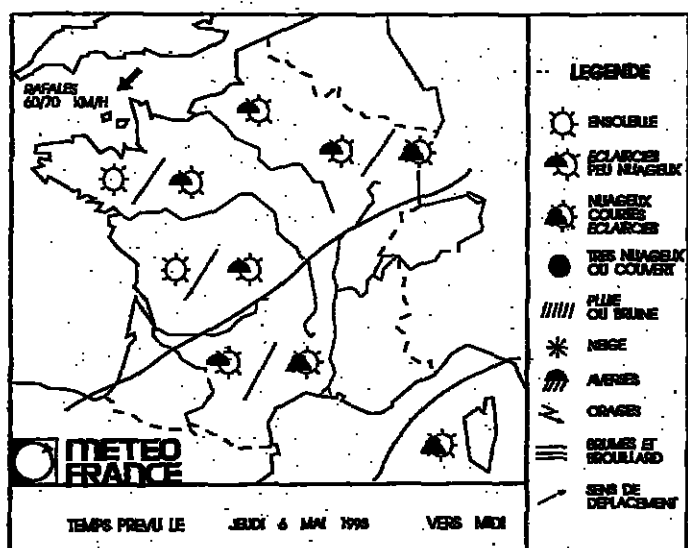 RAFALES
60/70 KM/H
METEO
FRANCE
TEMPS PREVU LE JEUDI 6 MAI 1993 VERS MIDI
LEGENDE
ENSOLEILLE
ECLAIRCIES
PEU NUAGEUX
NUAGEUX
COURTES
ECLAIRCIES
TRES NUAGEUX
OU COUVERT
PLUIE
OU BRUINE
NEIGE
AVERSES
ORAGES
BRUMES ET
BROUILLARD
SENS DE
DEPLACEMENT